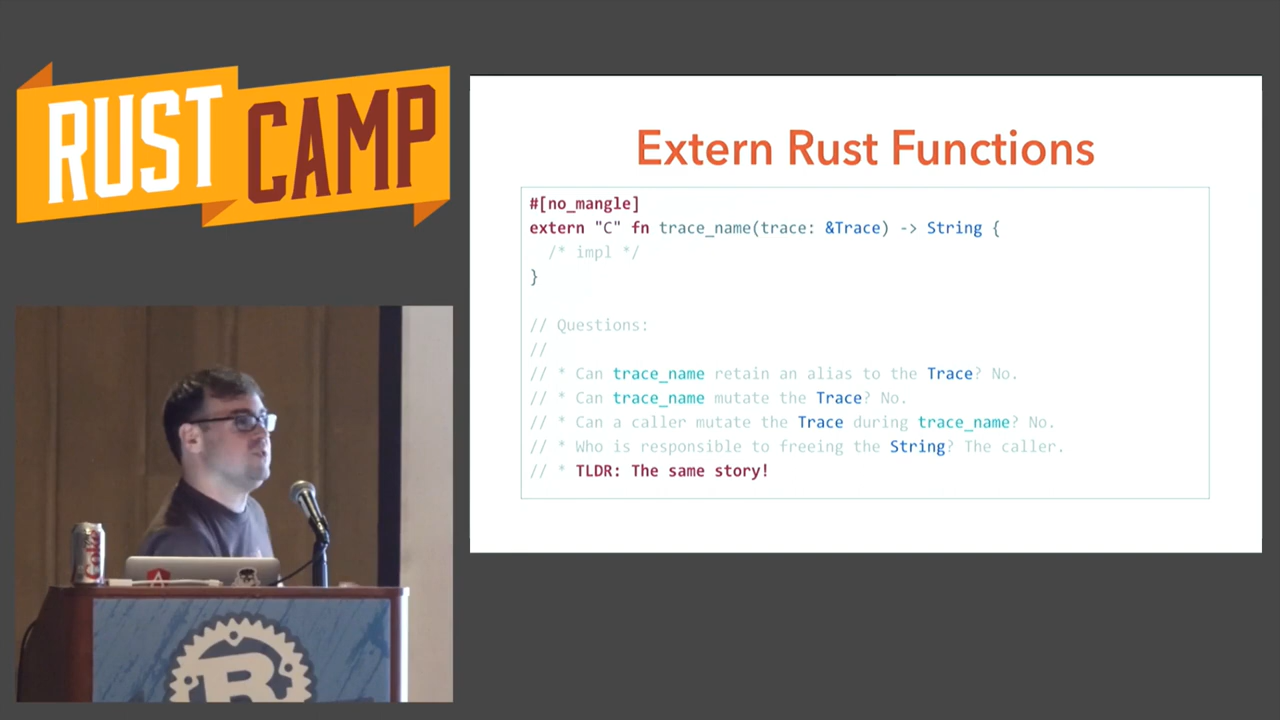 RUST CAMP
Extern Rust Functions
#[no_mangle]
extern "C" fn trace_name(trace: &Trace) -> String {
/* impl */
}
// Questions:
//
// * Can trace_name retain an alias to the Trace? No.
// * Can trace_name mutate the Trace? No.
// * Can a caller mutate the Trace during trace_name? No.
// * Who is responsible to freeing the String? The caller.
// * TLDR: The same story!
Coke
R